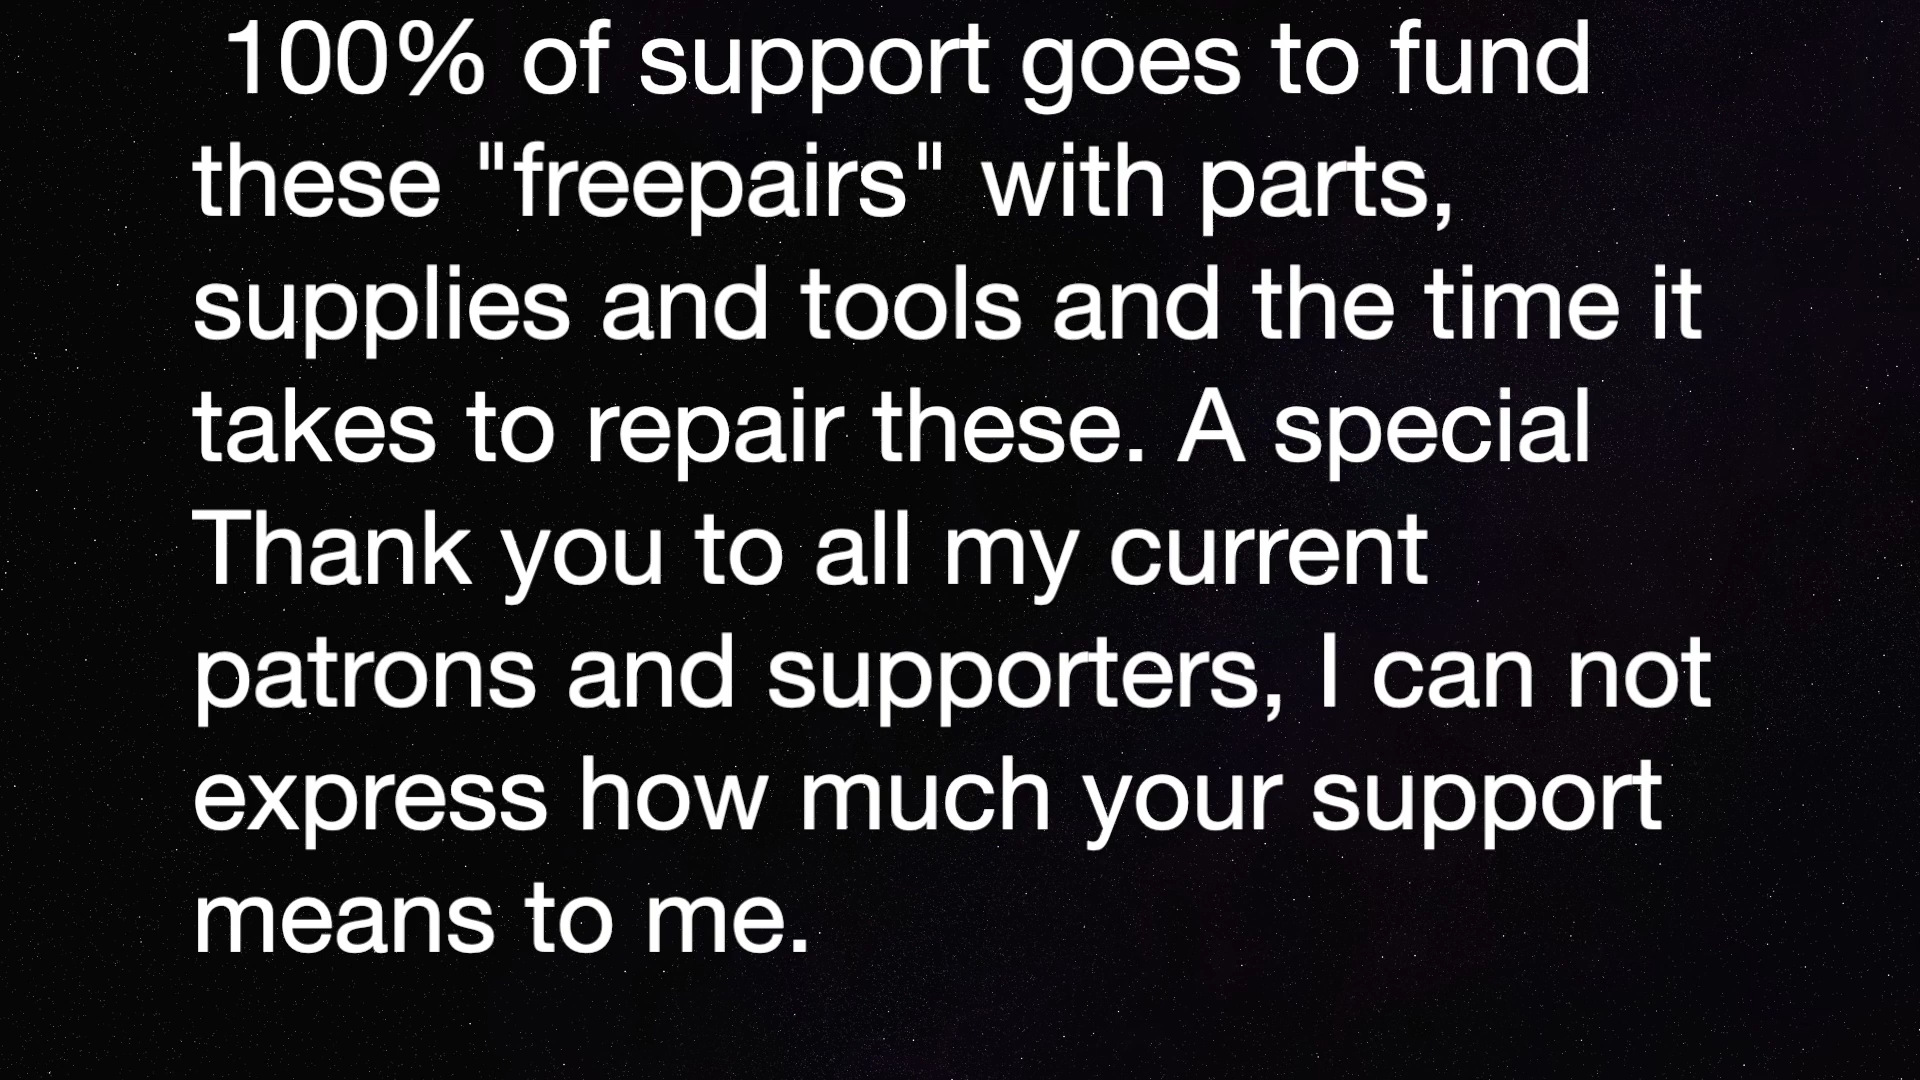 100% of support goes to fund
these "freepairs" with parts,
supplies and tools and the time it
takes to repair these. A special
Thank you to all my current
patrons and supporters, I can not
express how much your support
means to me.